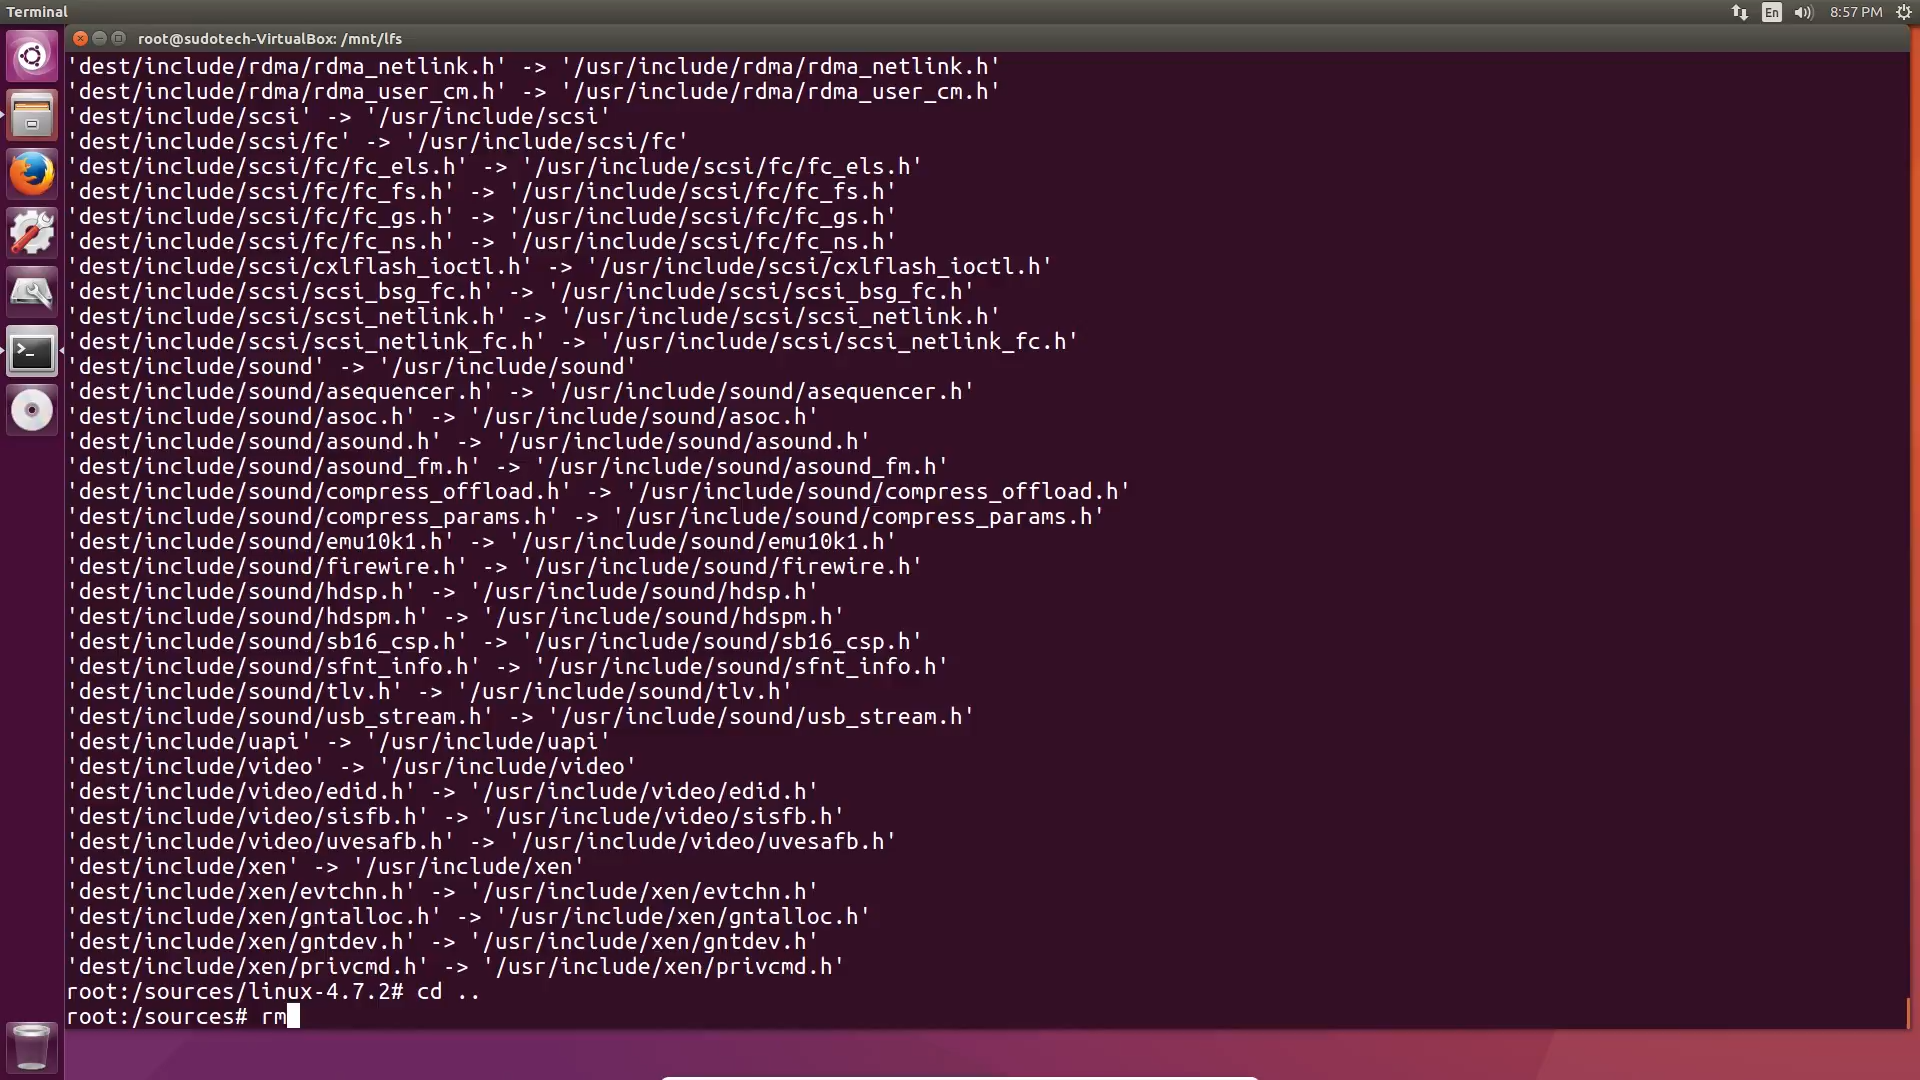 Terminal
En
8:57 PM
root@sudotech-VirtualBox: /mnt/lfs
'dest/include/rdma/rdma_netlink.h' -> '/usr/include/rdma/rdma_netlink.h'
'dest/include/rdma/rdma_user_cm.h' -> '/usr/include/rdma/rdma_user_cm.h'
'dest/include/scsi' -> '/usr/include/scsi'
'dest/include/scsi/fc' -> '/usr/include/scsi/fc'
'dest/include/scsi/fc/fc_els.h' -> '/usr/include/scsi/fc/fc_els.h'
'dest/include/scsi/fc/fc_fs.h' -> '/usr/include/scsi/fc/fc_fs.h'
'dest/include/scsi/fc/fc_gs.h' -> '/usr/include/scsi/fc/fc_gs.h'
'dest/include/scsi/fc/fc_ns.h' -> '/usr/include/scsi/fc/fc_ns.h'
'dest/include/scsi/cxlflash_ioctl.h' -> '/usr/include/scsi/cxlflash_ioctl.h'
'dest/include/scsi/scsi_bsg_fc.h' -> '/usr/include/scsi/scsi_bsg_fc.h'
'dest/include/scsi/scsi_netlink.h' -> '/usr/include/scsi/scsi_netlink.h'
'dest/include/scsi/scsi_netlink_fc.h' -> '/usr/include/scsi/scsi_netlink_fc.h'
'dest/include/sound' -> '/usr/include/sound'
'dest/include/sound/asequencer.h' -> '/usr/include/sound/asequencer.h'
'dest/include/sound/asoc.h' -> '/usr/include/sound/asoc.h'
'dest/include/sound/asound.h' -> '/usr/include/sound/asound.h'
'dest/include/sound/asound_fm.h' -> '/usr/include/sound/asound_fm.h'
'dest/include/sound/compress_offload.h' -> '/usr/include/sound/compress_offload.h'
'dest/include/sound/compress_params.h' -> '/usr/include/sound/compress_params.h'
'dest/include/sound/emu10k1.h' -> '/usr/include/sound/emu10k1.h'
'dest/include/sound/firewire.h' -> '/usr/include/sound/firewire.h'
'dest/include/sound/hdsp.h' -> '/usr/include/sound/hdsp.h'
'dest/include/sound/hdspm.h' -> '/usr/include/sound/hdspm.h'
'dest/include/sound/sb16_csp.h' -> '/usr/include/sound/sb16_csp.h'
'dest/include/sound/sfnt_info.h' -> '/usr/include/sound/sfnt_info.h'
'dest/include/sound/tlv.h' -> '/usr/include/sound/tlv.h'
'dest/include/sound/usb_stream.h' -> '/usr/include/sound/usb_stream.h'
'dest/include/uapi' -> '/usr/include/uapi'
'dest/include/video' -> '/usr/include/video'
'dest/include/video/edid.h' -> '/usr/include/video/edid.h'
'dest/include/video/sisfb.h' -> '/usr/include/video/sisfb.h'
'dest/include/video/uvesafb.h' -> '/usr/include/video/uvesafb.h'
'dest/include/xen' -> '/usr/include/xen'
'dest/include/xen/evtchn.h' -> '/usr/include/xen/evtchn.h'
'dest/include/xen/gntalloc.h' -> '/usr/include/xen/gntalloc.h'
'dest/include/xen/gntdev.h' -> '/usr/include/xen/gntdev.h'
'dest/include/xen/privcmd.h' -> '/usr/include/xen/privcmd.h'
root:/sources/linux-4.7.2# cd ..
root:/sources# rm